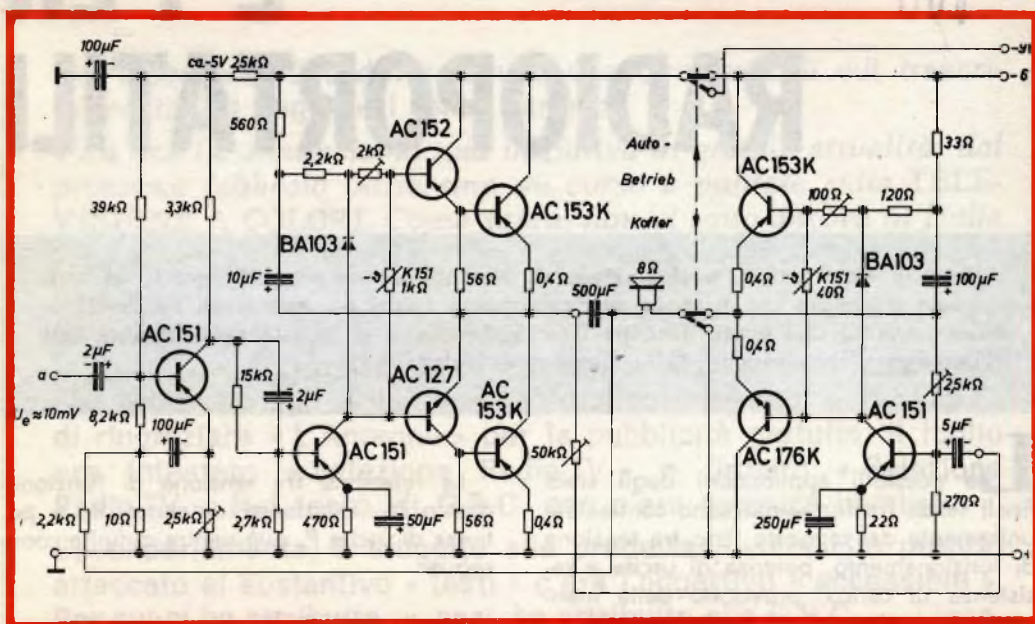 100µF
ca.-5V 25kΩ
560Ω
2,2kΩ
2kΩ
AC 152
AC 153K
39kΩ
3,3kΩ
BA103
10µF
K151
1kΩ
56Ω
0,4Ω
500µF
8Ω
Auto-
Betrieb
Koffer
AC153K
100Ω
120Ω
33Ω
-6
0,4Ω
K151
40Ω
BA103
100µF
0,4Ω
AC151
2µF
a
8,2kΩ
Ue≈10mV
100µF
15kΩ
2µF
AC151
AC127
AC
153K
50kΩ
AC176K
2,5kΩ
AC151
5µF
2,2kΩ
10Ω
2,5kΩ
2,7kΩ
470Ω
50µF
56Ω
0,4Ω
250µF
22Ω
270Ω